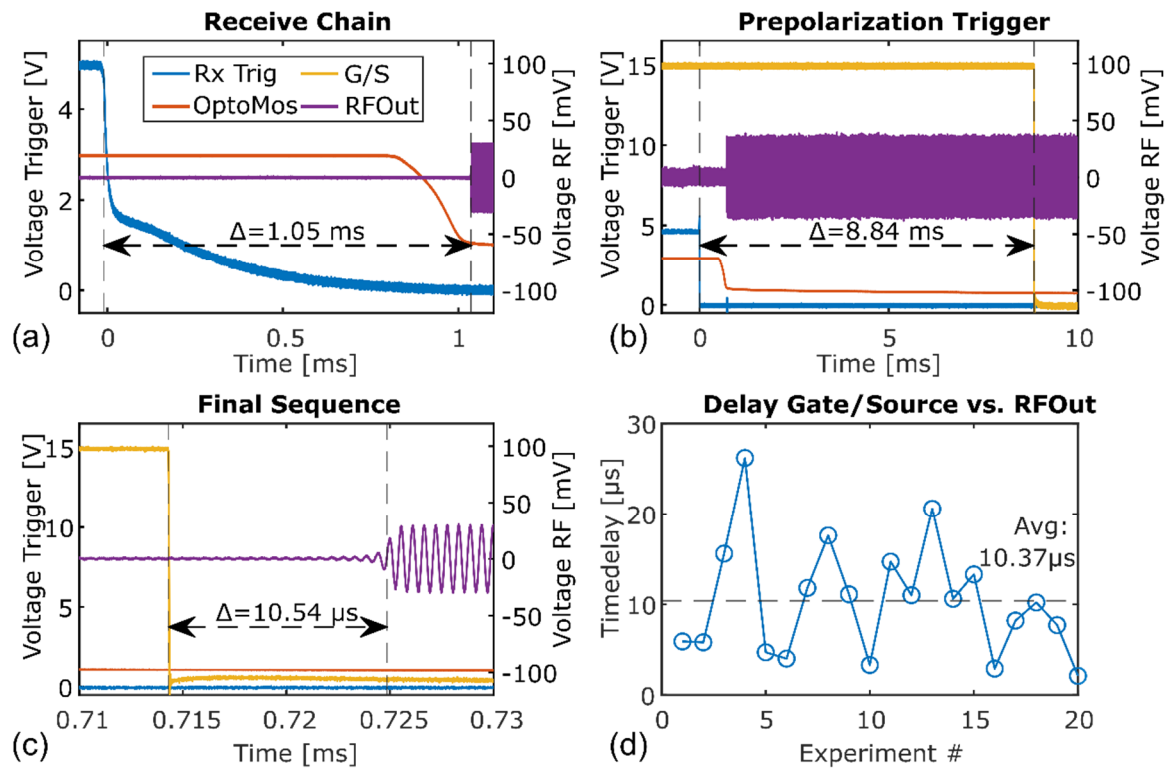 Receive Chain
Voltage Trigger [V]
4
2
0
Rx Trig
G/S
OptoMos
RFOut
Δ=1.05 ms
100
50
0
-50
-100
Voltage RF [mV]
0
0.5
1
Time [ms]
(a)
Prepolarization Trigger
Voltage Trigger [V]
15
10
5
0
Δ=8.84 ms
100
50
0
-50
-100
Voltage RF [mV]
0
5
10
Time [ms]
(b)
Final Sequence
Voltage Trigger [V]
15
10
5
0
Δ=10.54 µs
100
50
0
-50
-100
Voltage RF [mV]
0.71
0.715
0.72
0.725
0.73
Time [ms]
(c)
Delay Gate/Source vs. RFOut
Timedelay [µs]
30
20
10
0
Avg:
10.37µs
0
5
10
15
20
Experiment #
(d)